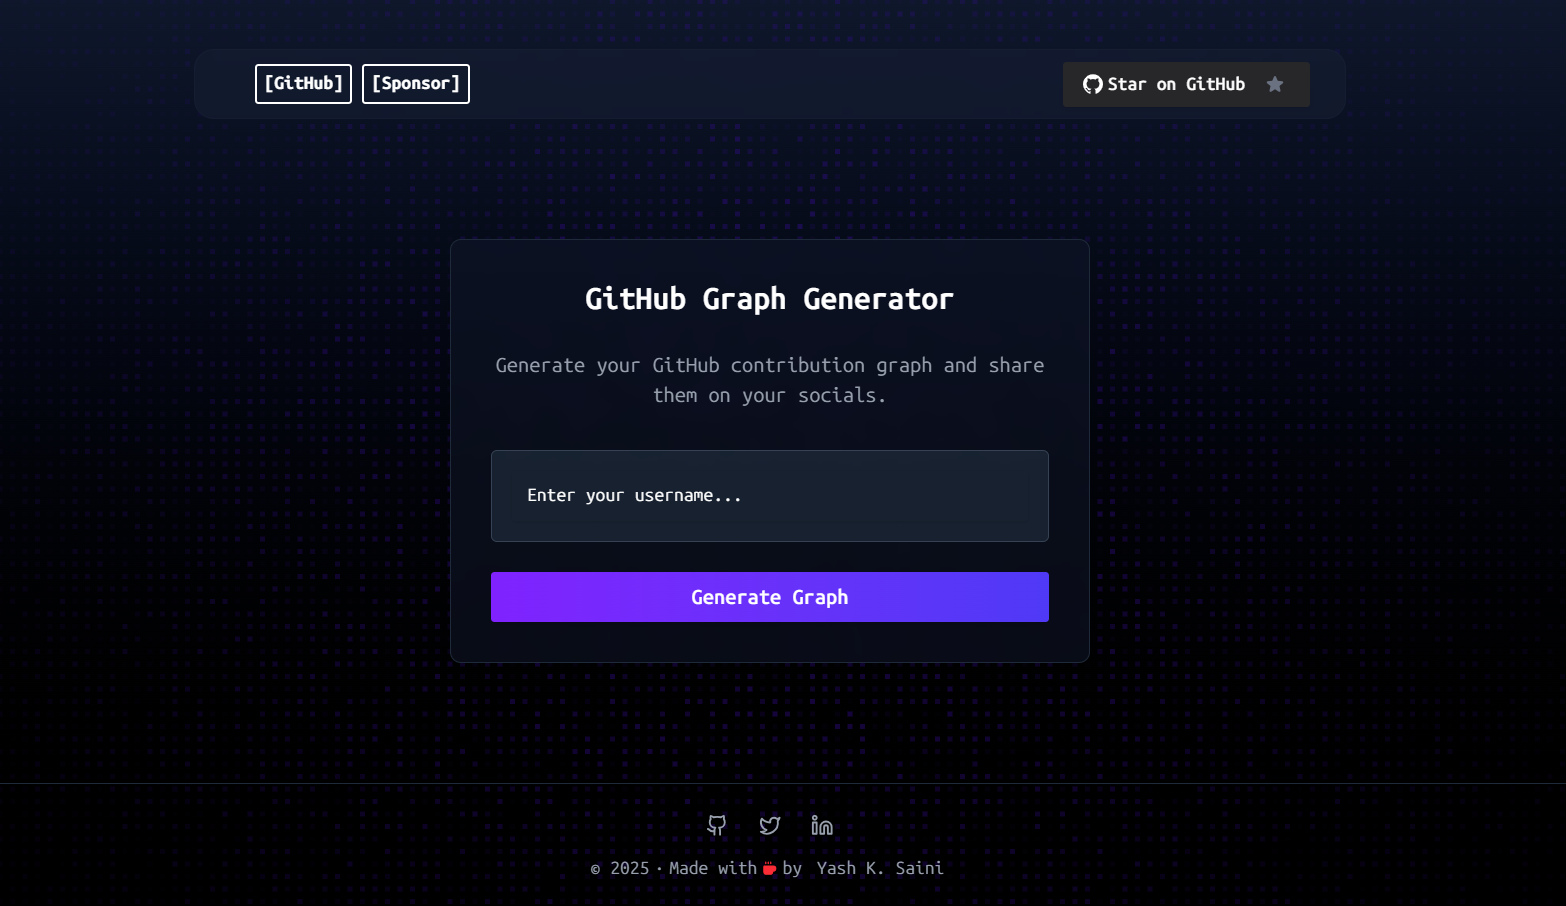 [GitHub] [Sponsor] Star on GitHub
GitHub Graph Generator
Generate your GitHub contribution graph and share
them on your socials.
Enter your username...
Generate Graph
© 2025 · Made with by Yash K. Saini